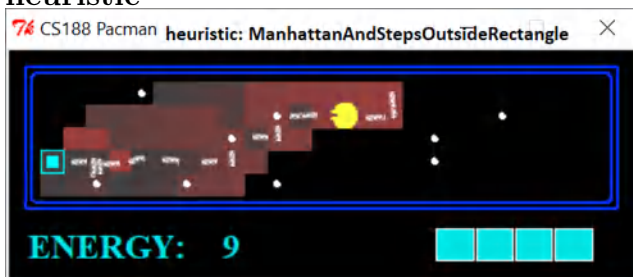 heuristic
CS188 Pacman heuristic: ManhattanAndStepsOutsideRectangle
ENERGY: 9